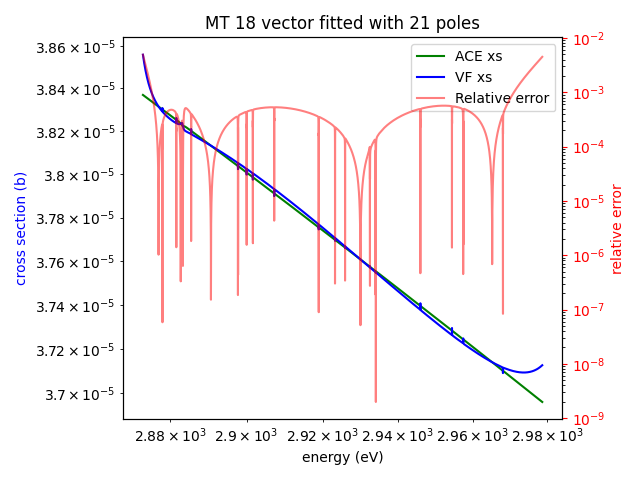 MT 18 vector fitted with 21 poles
3.86 × 10⁻⁵
3.84 × 10⁻⁵
3.82 × 10⁻⁵
3.8 × 10⁻⁵
3.78 × 10⁻⁵
3.76 × 10⁻⁵
3.74 × 10⁻⁵
3.72 × 10⁻⁵
3.7 × 10⁻⁵
cross section (b)
ACE xs
VF xs
Relative error
10⁻²
10⁻³
10⁻⁴
10⁻⁵
10⁻⁶
10⁻⁷
10⁻⁸
10⁻⁹
relative error
2.88 × 10³ 2.9 × 10³ 2.92 × 10³ 2.94 × 10³ 2.96 × 10³ 2.98 × 10³
energy (eV)